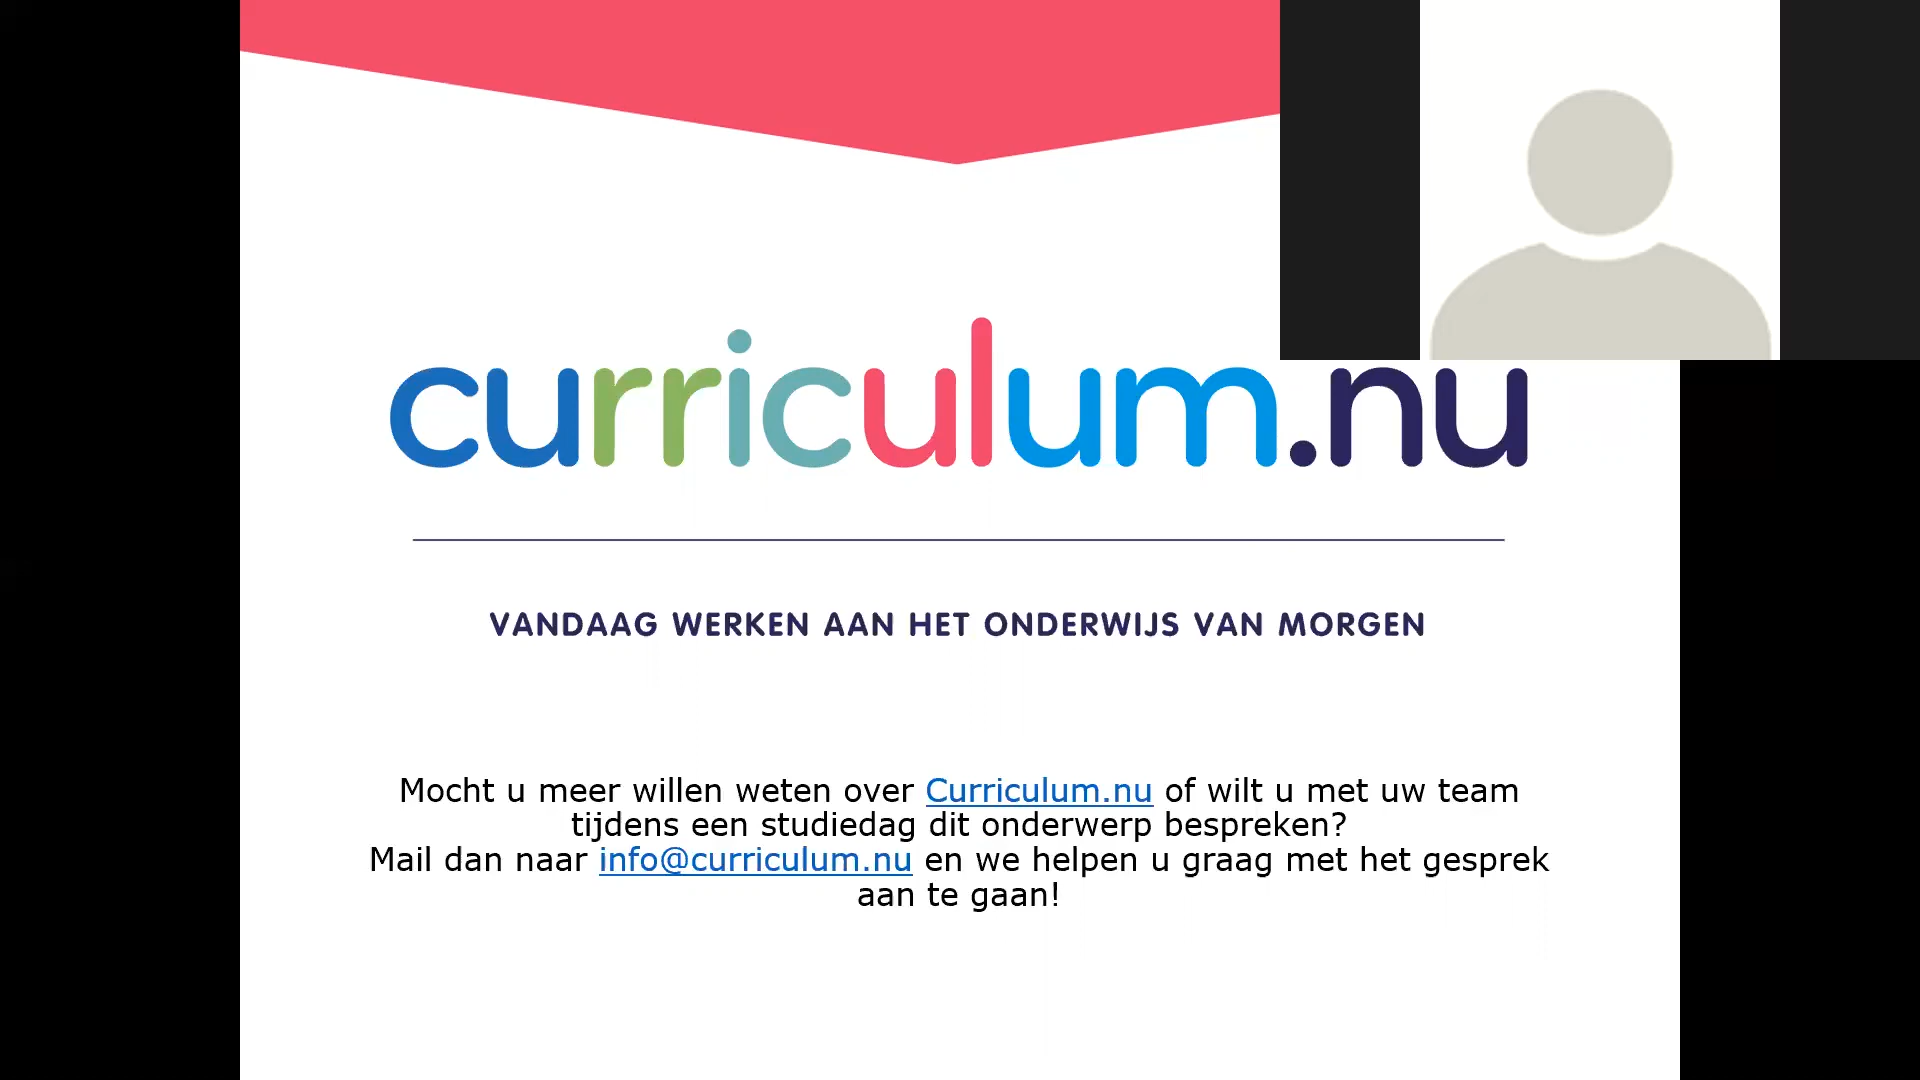 curriculum.nu
VANDAAG WERKEN AAN HET ONDERWIJS VAN MORGEN
Mocht u meer willen weten over Curriculum.nu of wilt u met uw team
tijdens een studiedag dit onderwerp bespreken?
Mail dan naar info@curriculum.nu en we helpen u graag met het gesprek
aan te gaan!